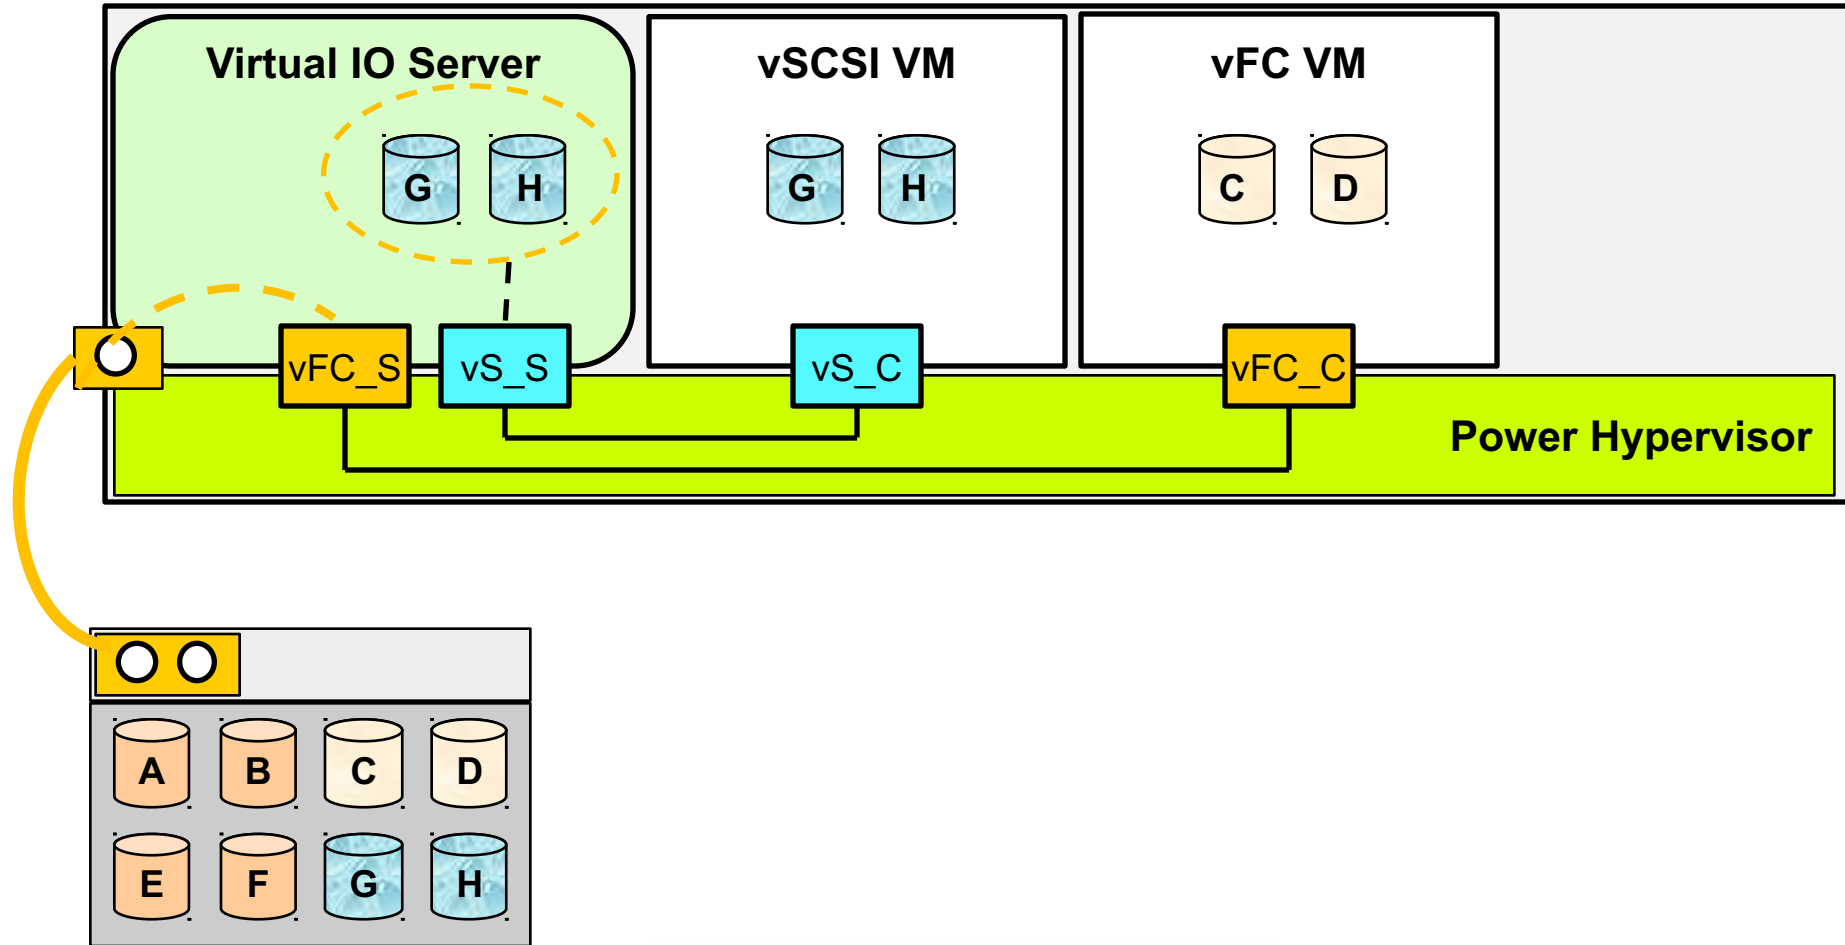 Virtual IO Server
vSCSI VM
vFC VM
G H
G H
C D
vFC_S
vS_S
vS_C
vFC_C
Power Hypervisor
A B C D
E F G H